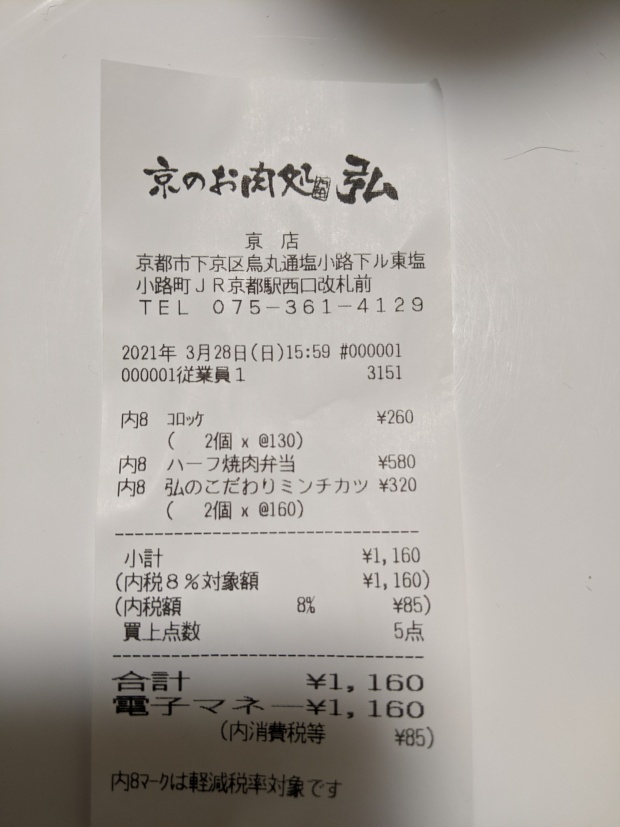 京のお肉処 弘
京 店
京都市下京区烏丸通塩小路下ル東塩
小路町JR京都駅西口改札前
TEL 075-361-4129
2021年 3月28日(日)15:59 #000001
000001従業員1 3151
内8 コロッケ ¥260
( 2個 x @130)
内8 ハーフ焼肉弁当 ¥580
内8 弘のこだわりミンチカツ ¥320
( 2個 x @160)
小計 ¥1,160
(内税8%対象額 ¥1,160)
(内税額 8% ¥85)
買上点数 5点
合計 ¥1,160
電子マネー¥1,160
(内消費税等 ¥85)
内8マークは軽減税率対象です